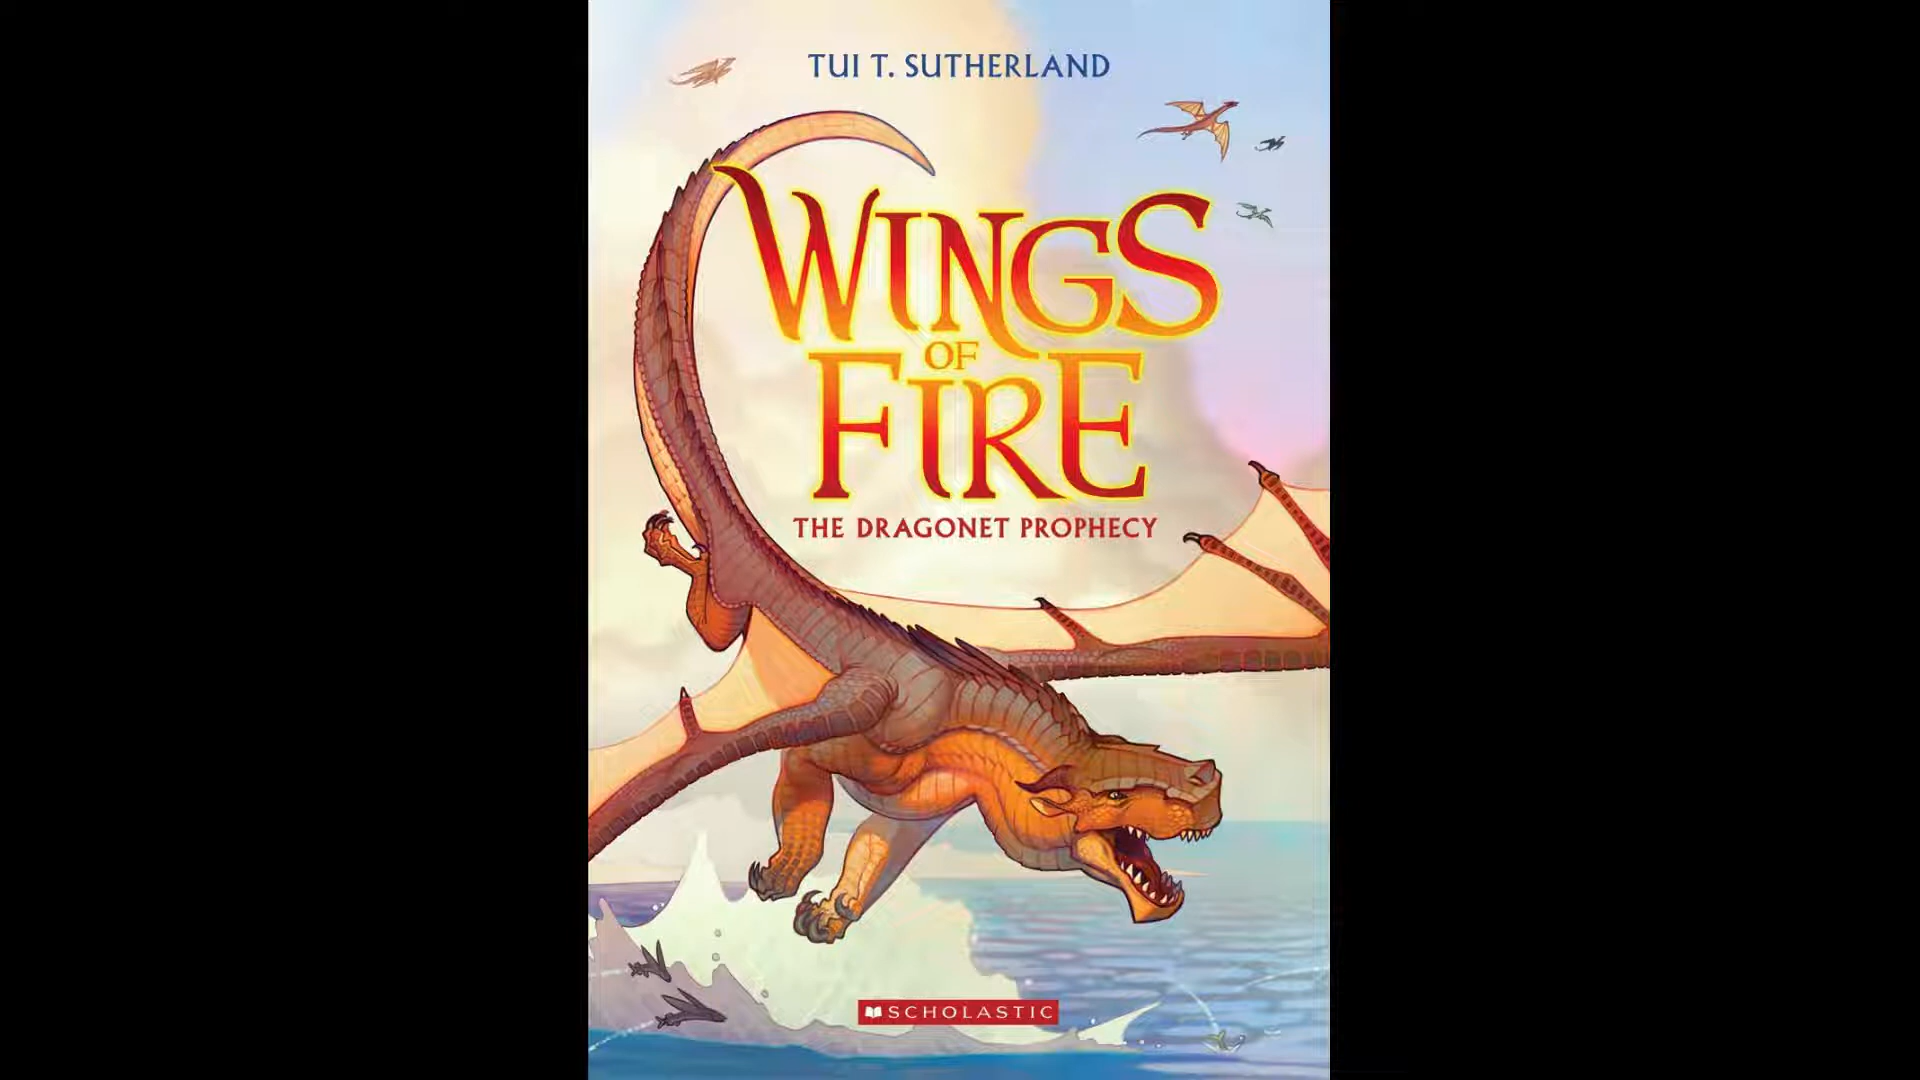 TUI T. SUTHERLAND
WINGS
OF
FIRE
THE DRAGONET PROPHECY
SCHOLASTIC